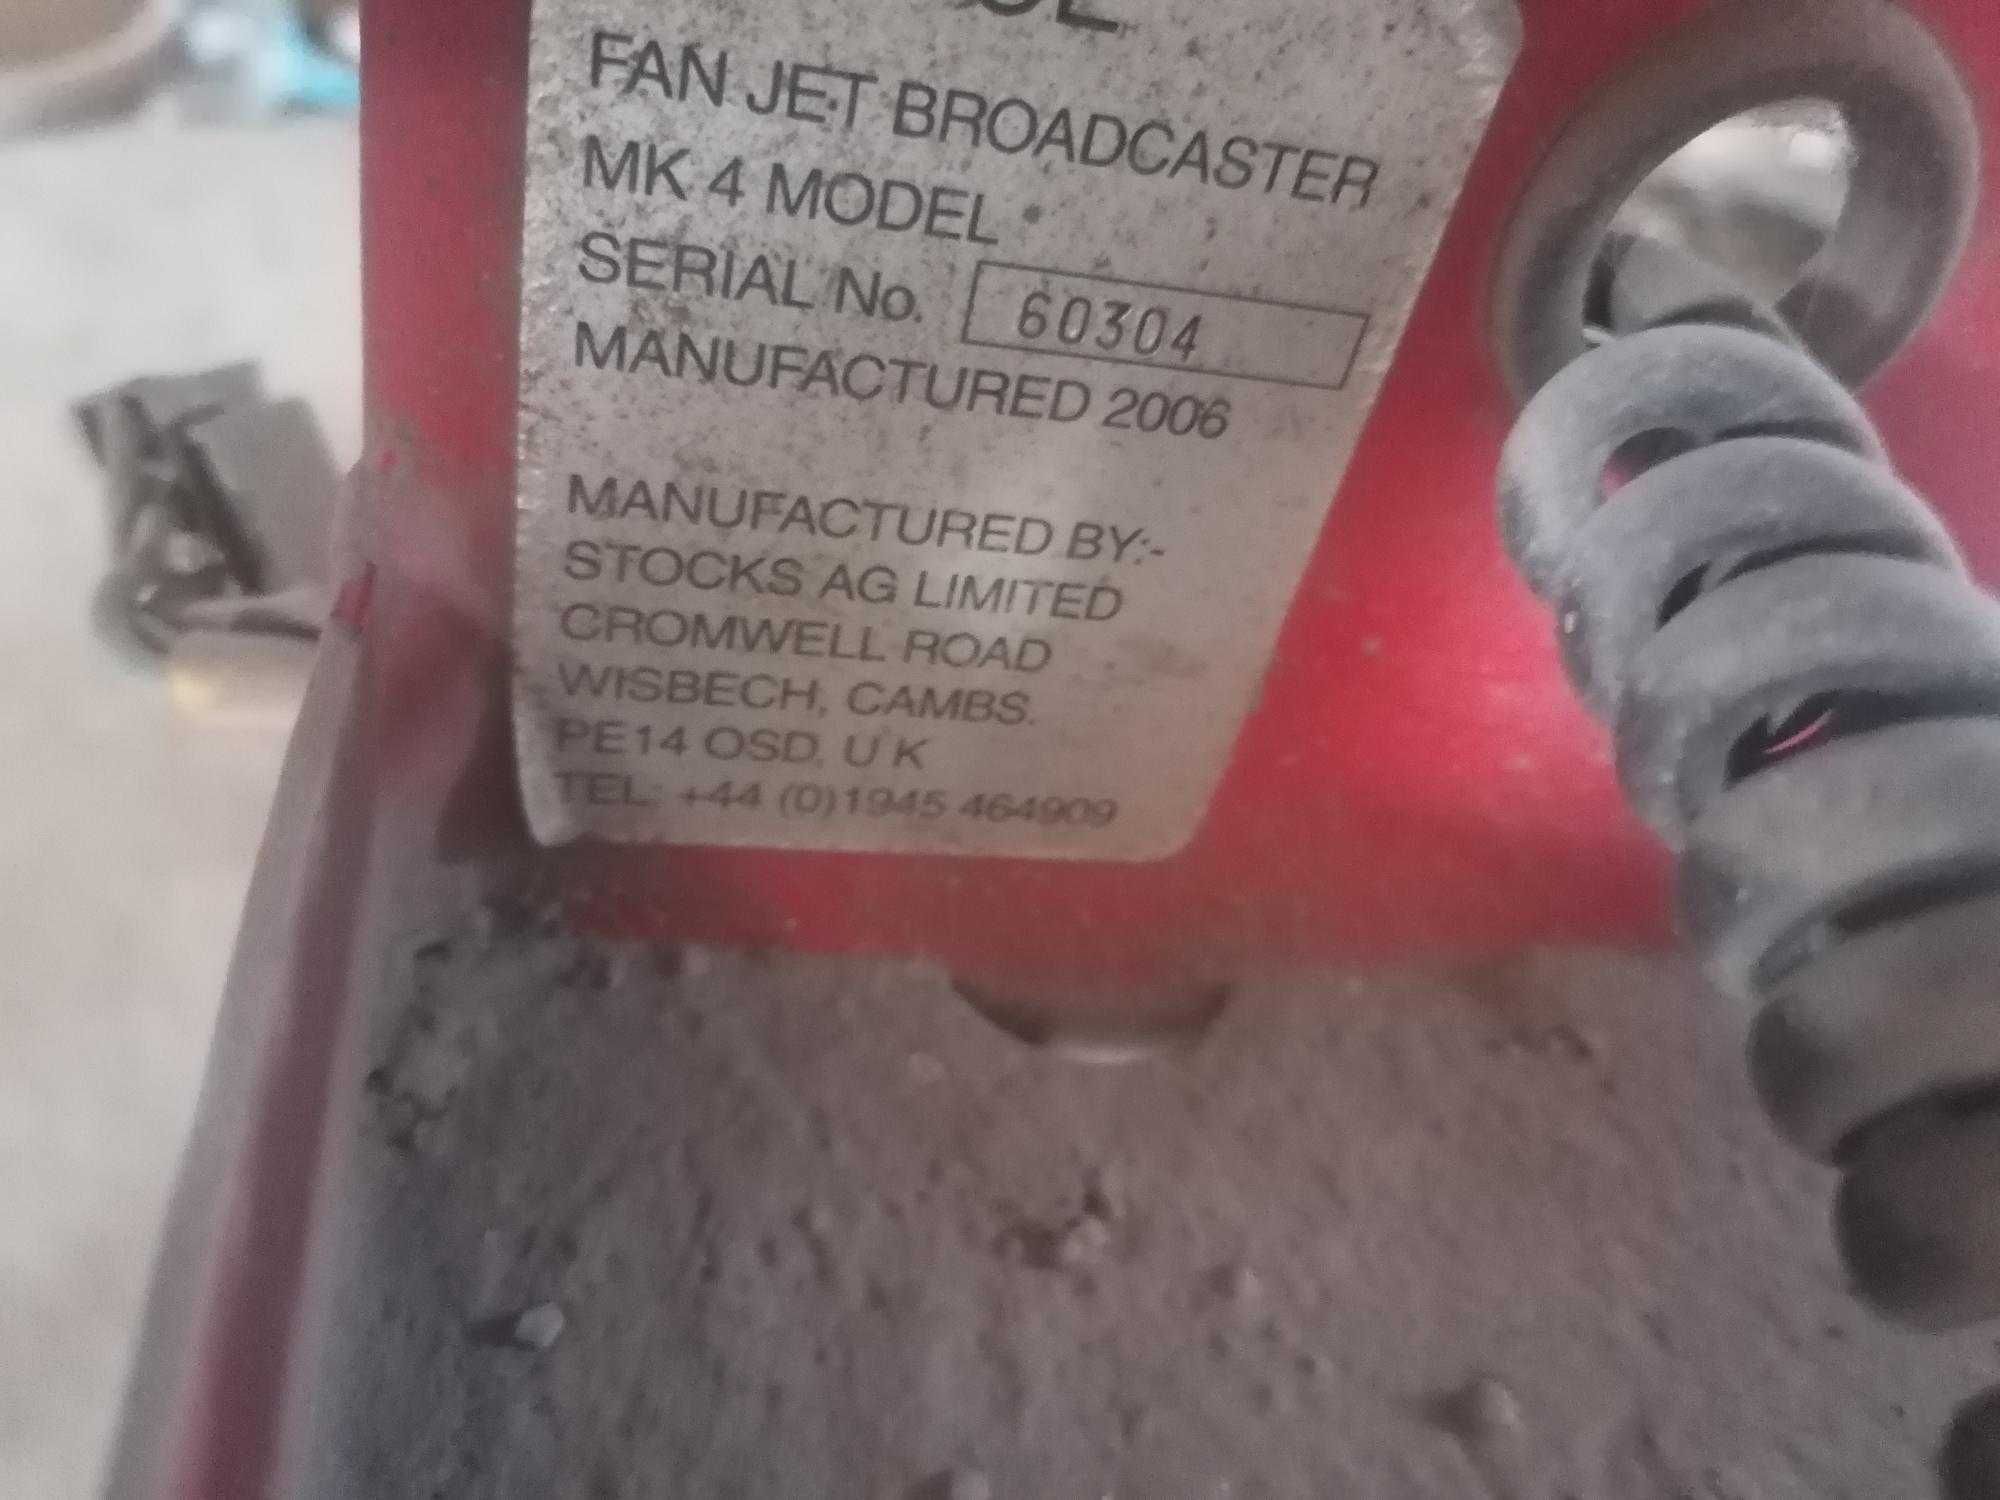 FAN JET BROADCASTER
MK 4 MODEL
SERIAL No. 60304
MANUFACTURED 2006
MANUFACTURED BY:-
STOCKS AG LIMITED
CROMWELL ROAD
WISBECH, CAMBS.
PE14 OSD, U K
TEL: +44 (0)1945 464909